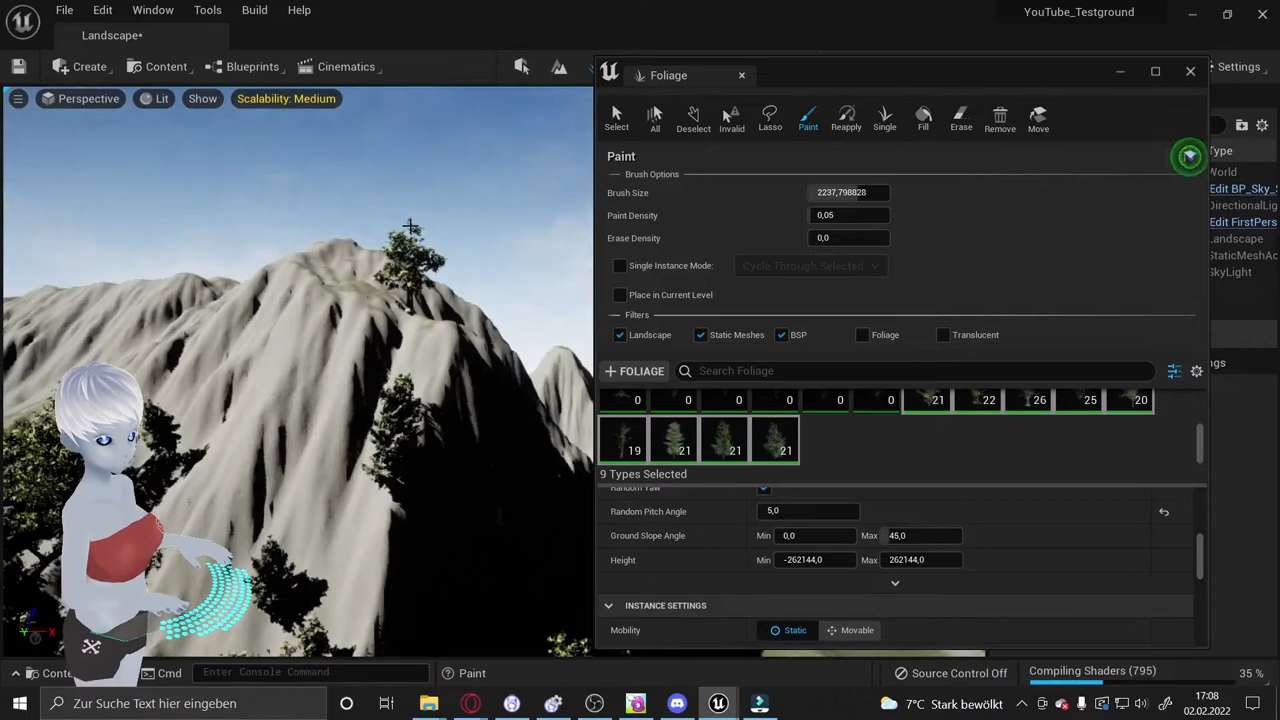 File Edit Window Tools Build Help
YouTube_Testground
Landscape*
Create Content Blueprints Cinematics
Settings
Perspective Lit Show Scalability: Medium
Foliage
Select All Deselect Invalid Lasso Paint Reapply Single Fill Erase Remove Move
Paint
Brush Options
Brush Size 2237,798828
Paint Density 0,05
Erase Density 0,0
Single Instance Mode: Cycle Through Selected
Place in Current Level
Filters
Landscape Static Meshes BSP Foliage Translucent
FOLIAGE Search Foliage
0 0 0 0 0 0 21 22 26 25 20
19 21 21 21
9 Types Selected
Random Yaw
Random Pitch Angle 5,0
Ground Slope Angle Min 0,0 Max 45,0
Height Min -262144,0 Max 262144,0
INSTANCE SETTINGS
Mobility Static Movable
Type
World
Edit BP_Sky_S
DirectionalLig
Edit FirstPers
Landscape
StaticMeshAc
SkyLight
ngs
X
Conte Cmd Enter Console Command Paint Source Control Off Compiling Shaders (795) 35 %
Zur Suche Text hier eingeben
7°C Stark bewölkt
17:08
02.02.2022